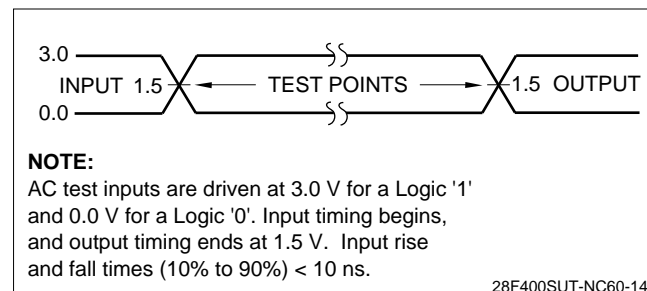 3.0
INPUT 1.5 TEST POINTS 1.5 OUTPUT
0.0
NOTE:
AC test inputs are driven at 3.0 V for a Logic '1'
and 0.0 V for a Logic '0'. Input timing begins,
and output timing ends at 1.5 V. Input rise
and fall times (10% to 90%) < 10 ns.
28F400SUT-NC60-14